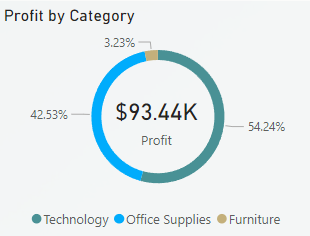 Profit by Category
3.23%
$93.44K
42.53%
54.24%
Profit
Technology Office Supplies Furniture